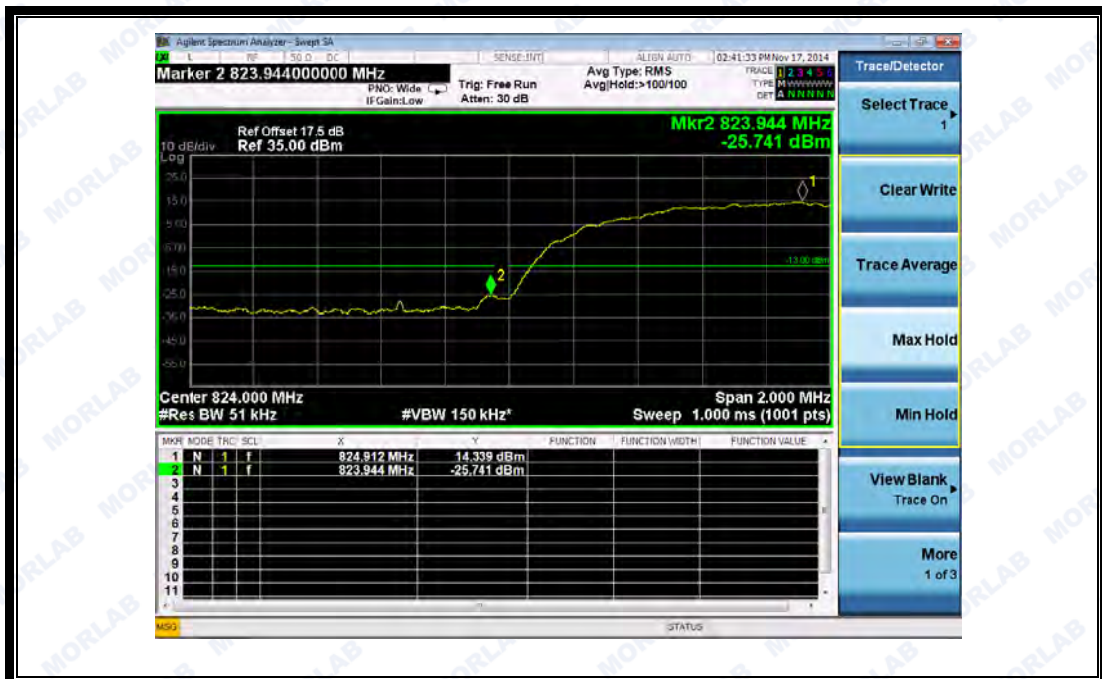 Agilent Spectrum Analyzer - Swept SA
L RF 50 Ω DC SENSE:INT ALIGN AUTO 02:41:33 PM Nov 17, 2014
Marker 2 823.944000000 MHz
PNO: Wide
IFGain:Low
Trig: Free Run
Atten: 30 dB
Avg Type: RMS
Avg|Hold:>100/100
TRACE 1 2 3 4 5 6
TYPE M WWWWW
DET A N N N N N
Mkr2 823.944 MHz
-25.741 dBm
Ref Offset 17.5 dB
10 dB/div Ref 35.00 dBm
Log
25.0
15.0
5.00
-5.00
-15.0
-25.0
-35.0
-45.0
-55.0
1
2
-13.00 dBm
Center 824.000 MHz Span 2.000 MHz
#Res BW 51 kHz #VBW 150 kHz* Sweep 1.000 ms (1001 pts)
MKR MODE TRC SCL X Y FUNCTION FUNCTION WIDTH FUNCTION VALUE
1 N 1 f 824.912 MHz 14.339 dBm
2 N 1 f 823.944 MHz -25.741 dBm
3
4
5
6
7
8
9
10
11
MSG STATUS
Trace/Detector
Select Trace
1
Clear Write
Trace Average
Max Hold
Min Hold
View Blank
Trace On
More
1 of 3
MORLAB